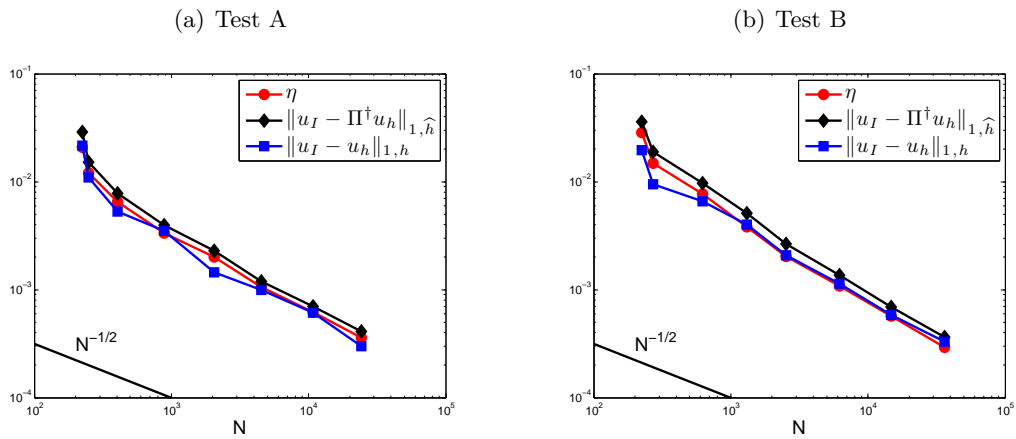 (a) Test A
10^{-1}
10^{-2}
10^{-3}
10^{-4}
10^2
10^3
10^4
10^5
N
η
‖u_I − Π^† u_h‖_{1,ĥ}
‖u_I − u_h‖_{1,h}
N^{-1/2}
(b) Test B
10^{-1}
10^{-2}
10^{-3}
10^{-4}
10^2
10^3
10^4
10^5
N
η
‖u_I − Π^† u_h‖_{1,ĥ}
‖u_I − u_h‖_{1,h}
N^{-1/2}